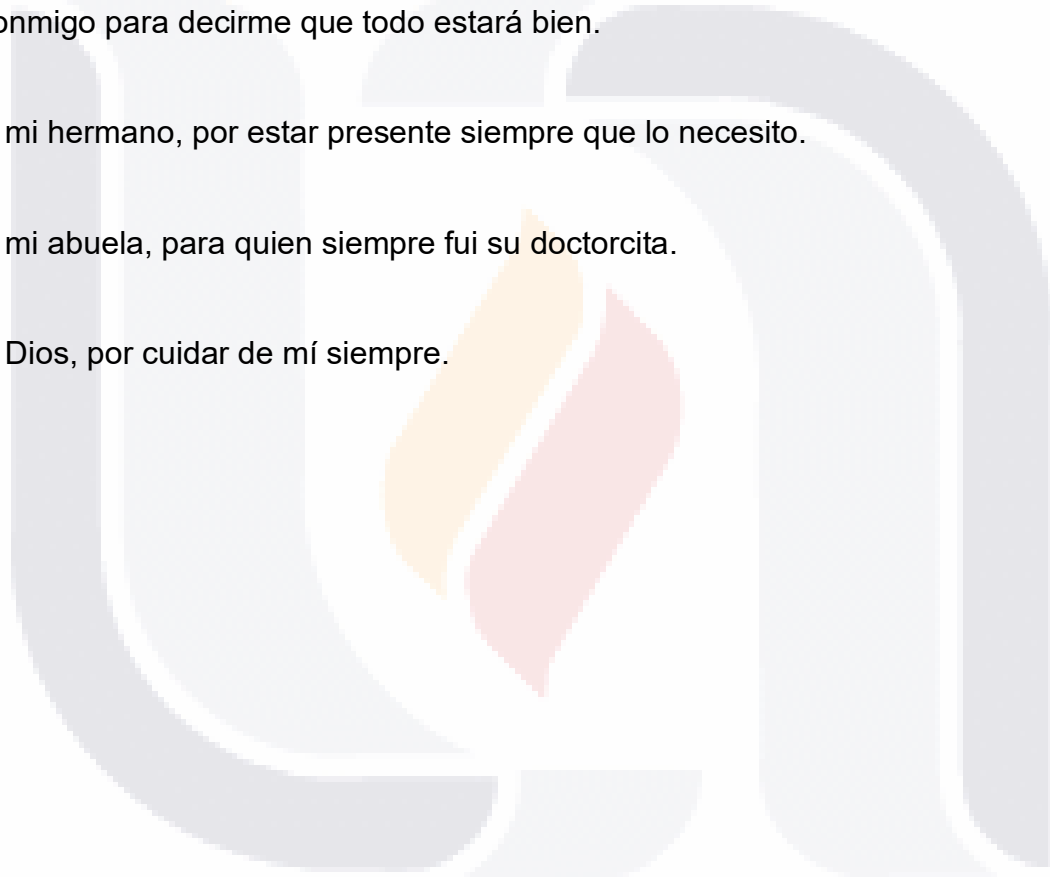 onmigo para decirme que todo estará bien.
mi hermano, por estar presente siempre que lo necesito.
mi abuela, para quien siempre fui su doctorcita.
Dios, por cuidar de mí siempre.